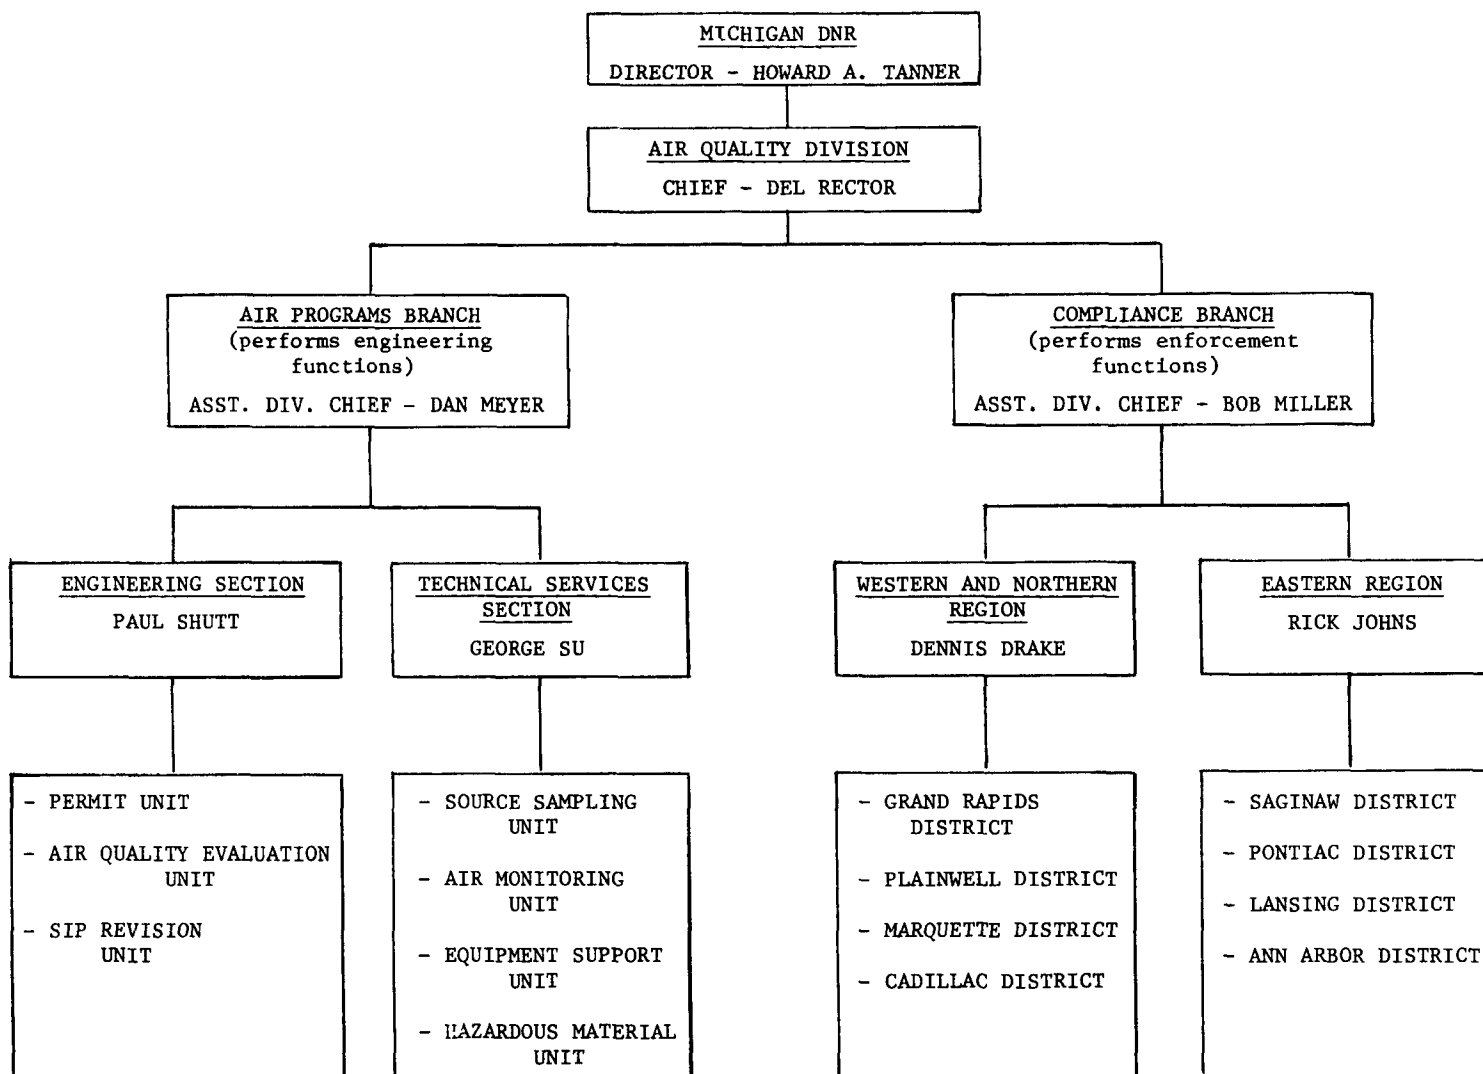 MICHIGAN DNR
DIRECTOR - HOWARD A. TANNER
AIR QUALITY DIVISION
CHIEF - DEL RECTOR
AIR PROGRAMS BRANCH
(performs engineering
functions)
ASST. DIV. CHIEF - DAN MEYER
COMPLIANCE BRANCH
(performs enforcement
functions)
ASST. DIV. CHIEF - BOB MILLER
ENGINEERING SECTION
PAUL SHUTT
TECHNICAL SERVICES
SECTION
GEORGE SU
WESTERN AND NORTHERN
REGION
DENNIS DRAKE
EASTERN REGION
RICK JOHNS
- PERMIT UNIT
- AIR QUALITY EVALUATION
UNIT
- SIP REVISION
UNIT
- SOURCE SAMPLING
UNIT
- AIR MONITORING
UNIT
- EQUIPMENT SUPPORT
UNIT
- HAZARDOUS MATERIAL
UNIT
- GRAND RAPIDS
DISTRICT
- PLAINWELL DISTRICT
- MARQUETTE DISTRICT
- CADILLAC DISTRICT
- SAGINAW DISTRICT
- PONTIAC DISTRICT
- LANSING DISTRICT
- ANN ARBOR DISTRICT